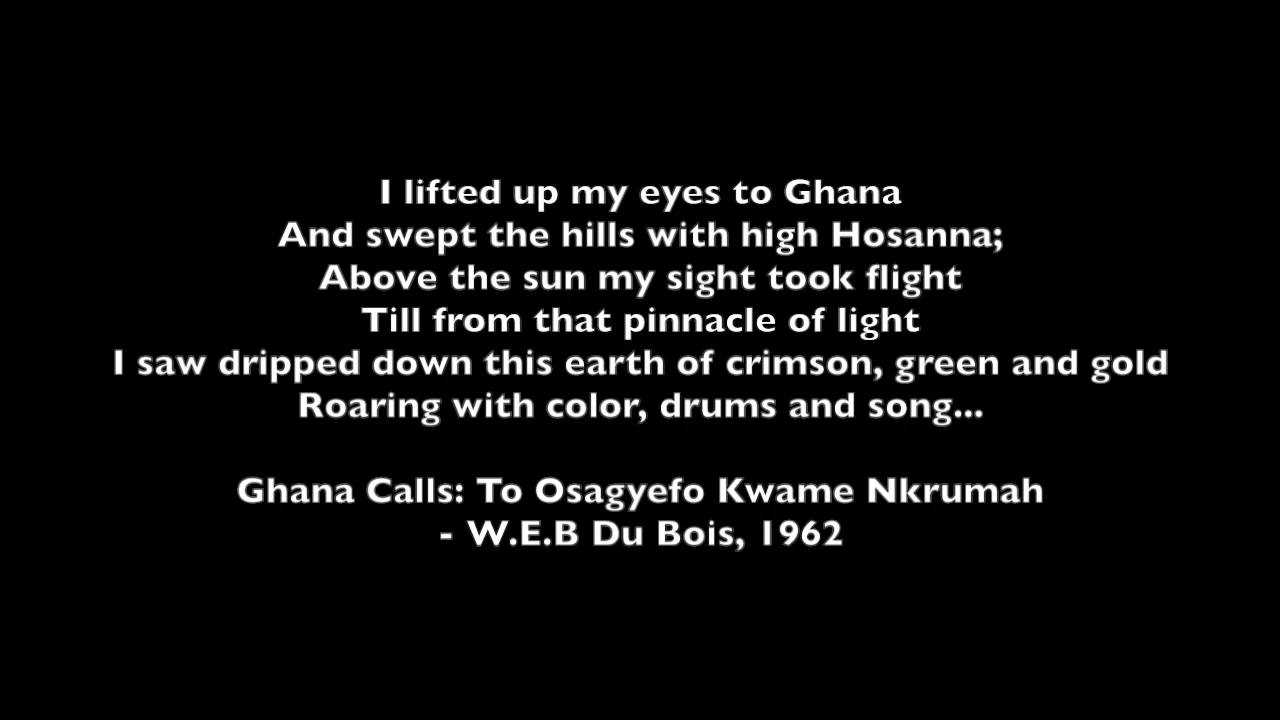 I lifted up my eyes to Ghana
And swept the hills with high Hosanna;
Above the sun my sight took flight
Till from that pinnacle of light
I saw dripped down this earth of crimson, green and gold
Roaring with color, drums and song...
Ghana Calls: To Osagyefo Kwame Nkrumah
- W.E.B Du Bois, 1962